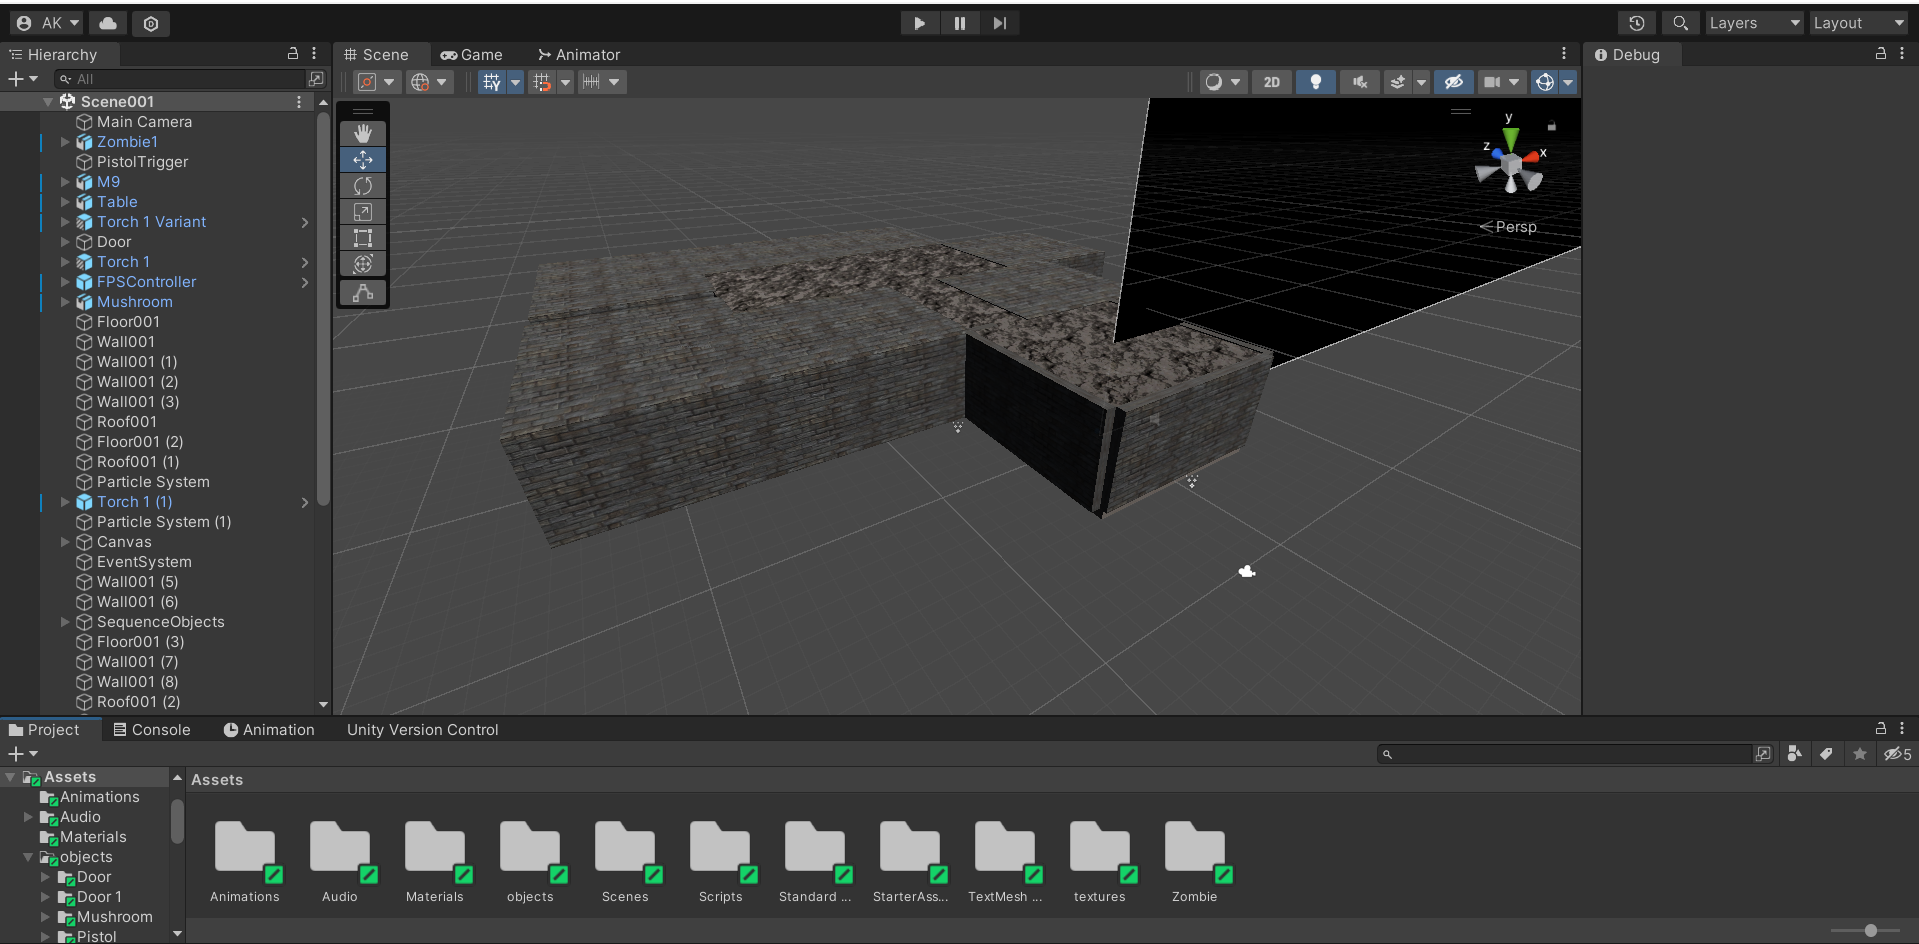 AK
Layers
Layout
Hierarchy
Scene
Game
Animator
Debug
All
2D
Scene001
Main Camera
Zombie1
PistolTrigger
M9
Table
Torch 1 Variant
Door
Torch 1
FPSController
Mushroom
Floor001
Wall001
Wall001 (1)
Wall001 (2)
Wall001 (3)
Roof001
Floor001 (2)
Roof001 (1)
Particle System
Torch 1 (1)
Particle System (1)
Canvas
EventSystem
Wall001 (5)
Wall001 (6)
SequenceObjects
Floor001 (3)
Wall001 (7)
Wall001 (8)
Roof001 (2)
y
z
x
Persp
Project
Console
Animation
Unity Version Control
5
Assets
Animations
Audio
Materials
objects
Door
Door 1
Mushroom
Pistol
Assets
Animations
Audio
Materials
objects
Scenes
Scripts
Standard ...
StarterAss...
TextMesh ...
textures
Zombie